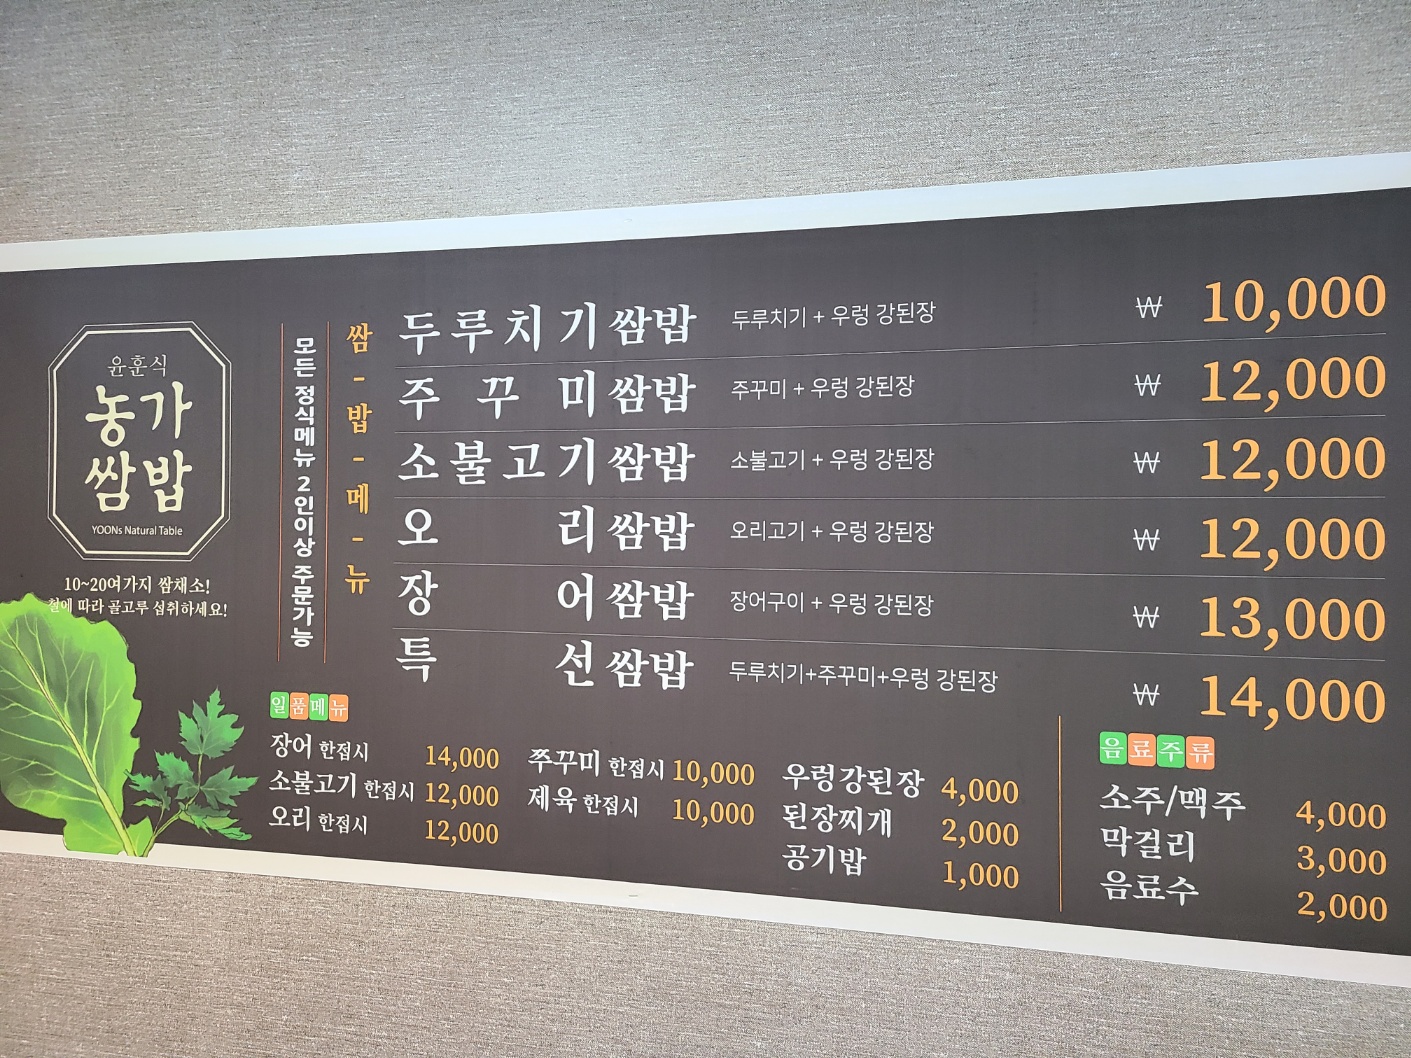 윤훈식
농가
쌈밥
YOONs Natural Table
10~20여가지 쌈채소!
철에 따라 골고루 섭취하세요!
모든 정식메뉴 2인이상 주문가능
쌈-밥-메-뉴
두루치기쌈밥 두루치기 + 우렁 강된장 ₩ 10,000
주꾸미쌈밥 주꾸미 + 우렁 강된장 ₩ 12,000
소불고기쌈밥 소불고기 + 우렁 강된장 ₩ 12,000
오리쌈밥 오리고기 + 우렁 강된장 ₩ 12,000
장어쌈밥 장어구이 + 우렁 강된장 ₩ 13,000
특선쌈밥 두루치기+주꾸미+우렁 강된장 ₩ 14,000
일품메뉴
장어 한접시 14,000
소불고기 한접시 12,000
오리 한접시 12,000
쭈꾸미 한접시 10,000
제육 한접시 10,000
우렁강된장 4,000
된장찌개 2,000
공기밥 1,000
음료주류
소주/맥주 4,000
막걸리 3,000
음료수 2,000